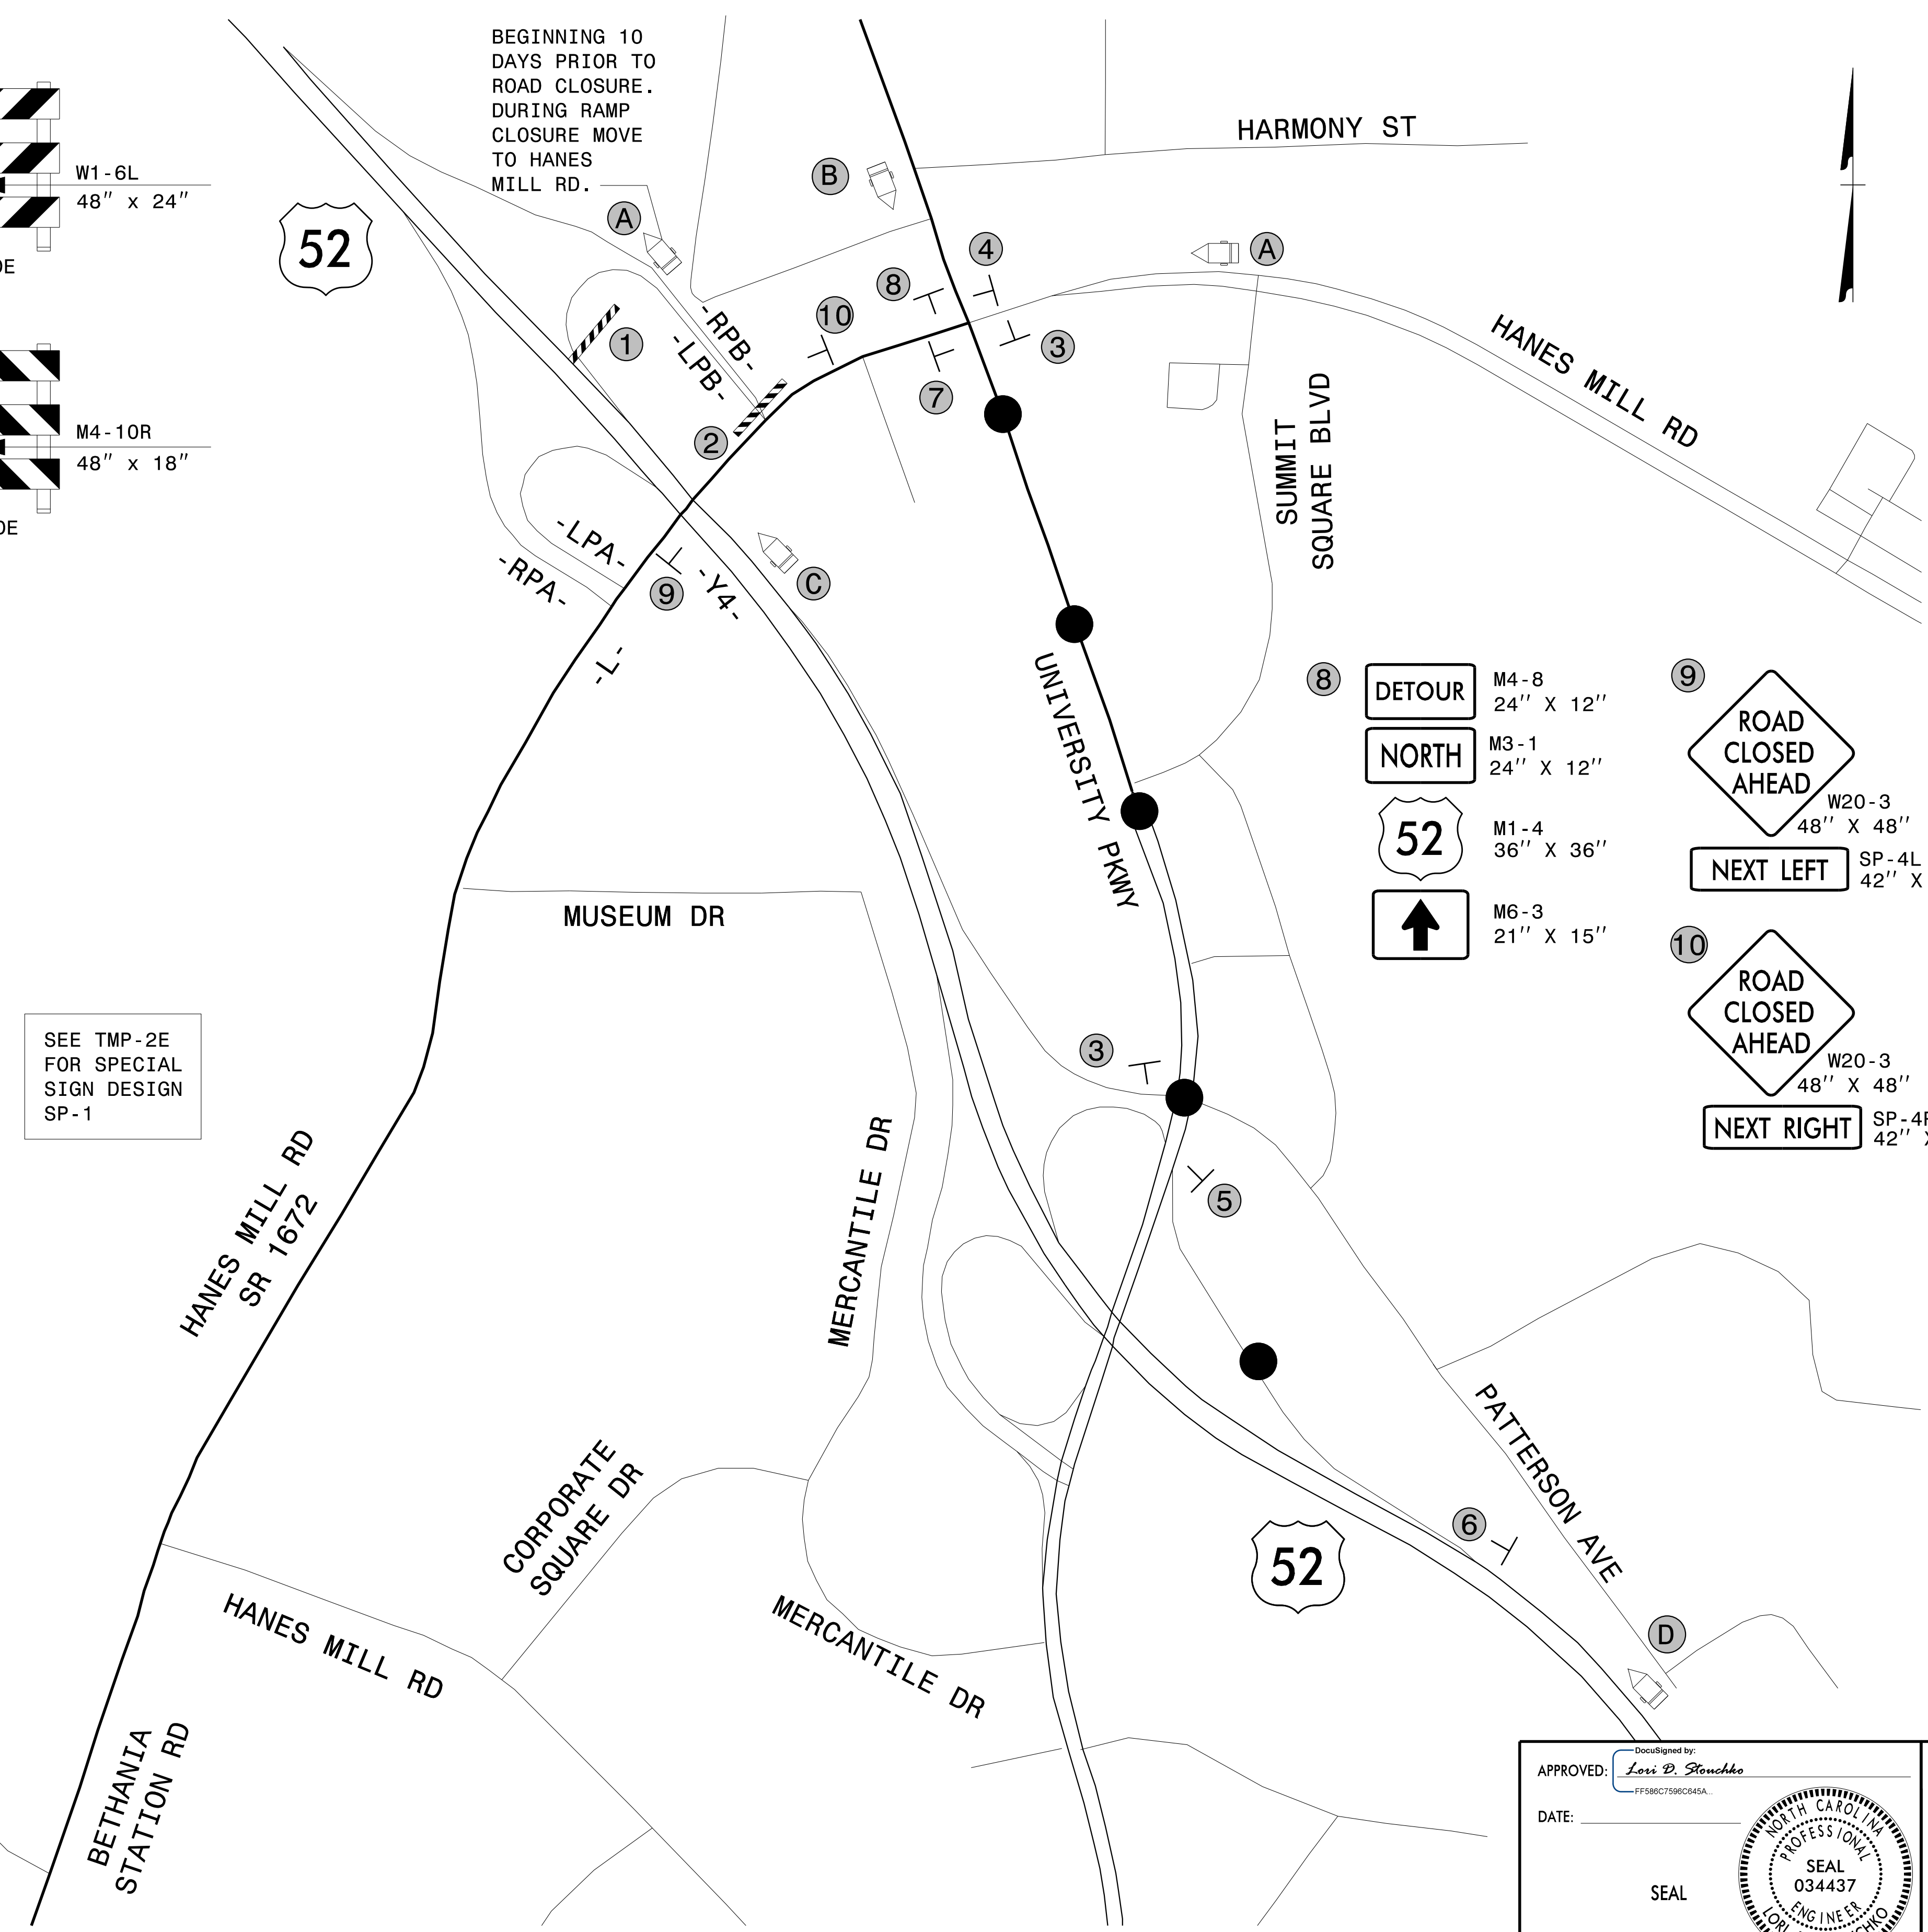 BEGINNING 10
DAYS PRIOR TO
ROAD CLOSURE.
DURING RAMP
CLOSURE MOVE
TO HANES
MILL RD.
W1-6L
48" x 24"
M4-10R
48" x 18"
52
HARMONY ST
A
B
4
A
8
10
1
-RPB-
-LPB-
3
7
2
HANES MILL RD
SUMMIT
SQUARE BLVD
-LPA-
-RPA-
9
-Y4-
C
-L-
UNIVERSITY PKWY
8
DETOUR
M4-8
24" X 12"
NORTH
M3-1
24" X 12"
52
M1-4
36" X 36"
M6-3
21" X 15"
9
ROAD
CLOSED
AHEAD
W20-3
48" X 48"
NEXT LEFT
SP-4L
42" X
10
ROAD
CLOSED
AHEAD
W20-3
48" X 48"
NEXT RIGHT
42" X
MUSEUM DR
SEE TMP-2E
FOR SPECIAL
SIGN DESIGN
SP-1
3
5
MERCANTILE DR
HANES MILL RD
SR 1672
CORPORATE
SQUARE DR
PATTERSON AVE
6
52
D
HANES MILL RD
MERCANTILE DR
BETHANIA
STATION RD
APPROVED:
DocuSigned by:
Lori D. Stouchko
FF586C7596C645A...
DATE:
SEAL
NORTH CAROLINA
PROFESSIONAL
SEAL
034437
ENGINEER